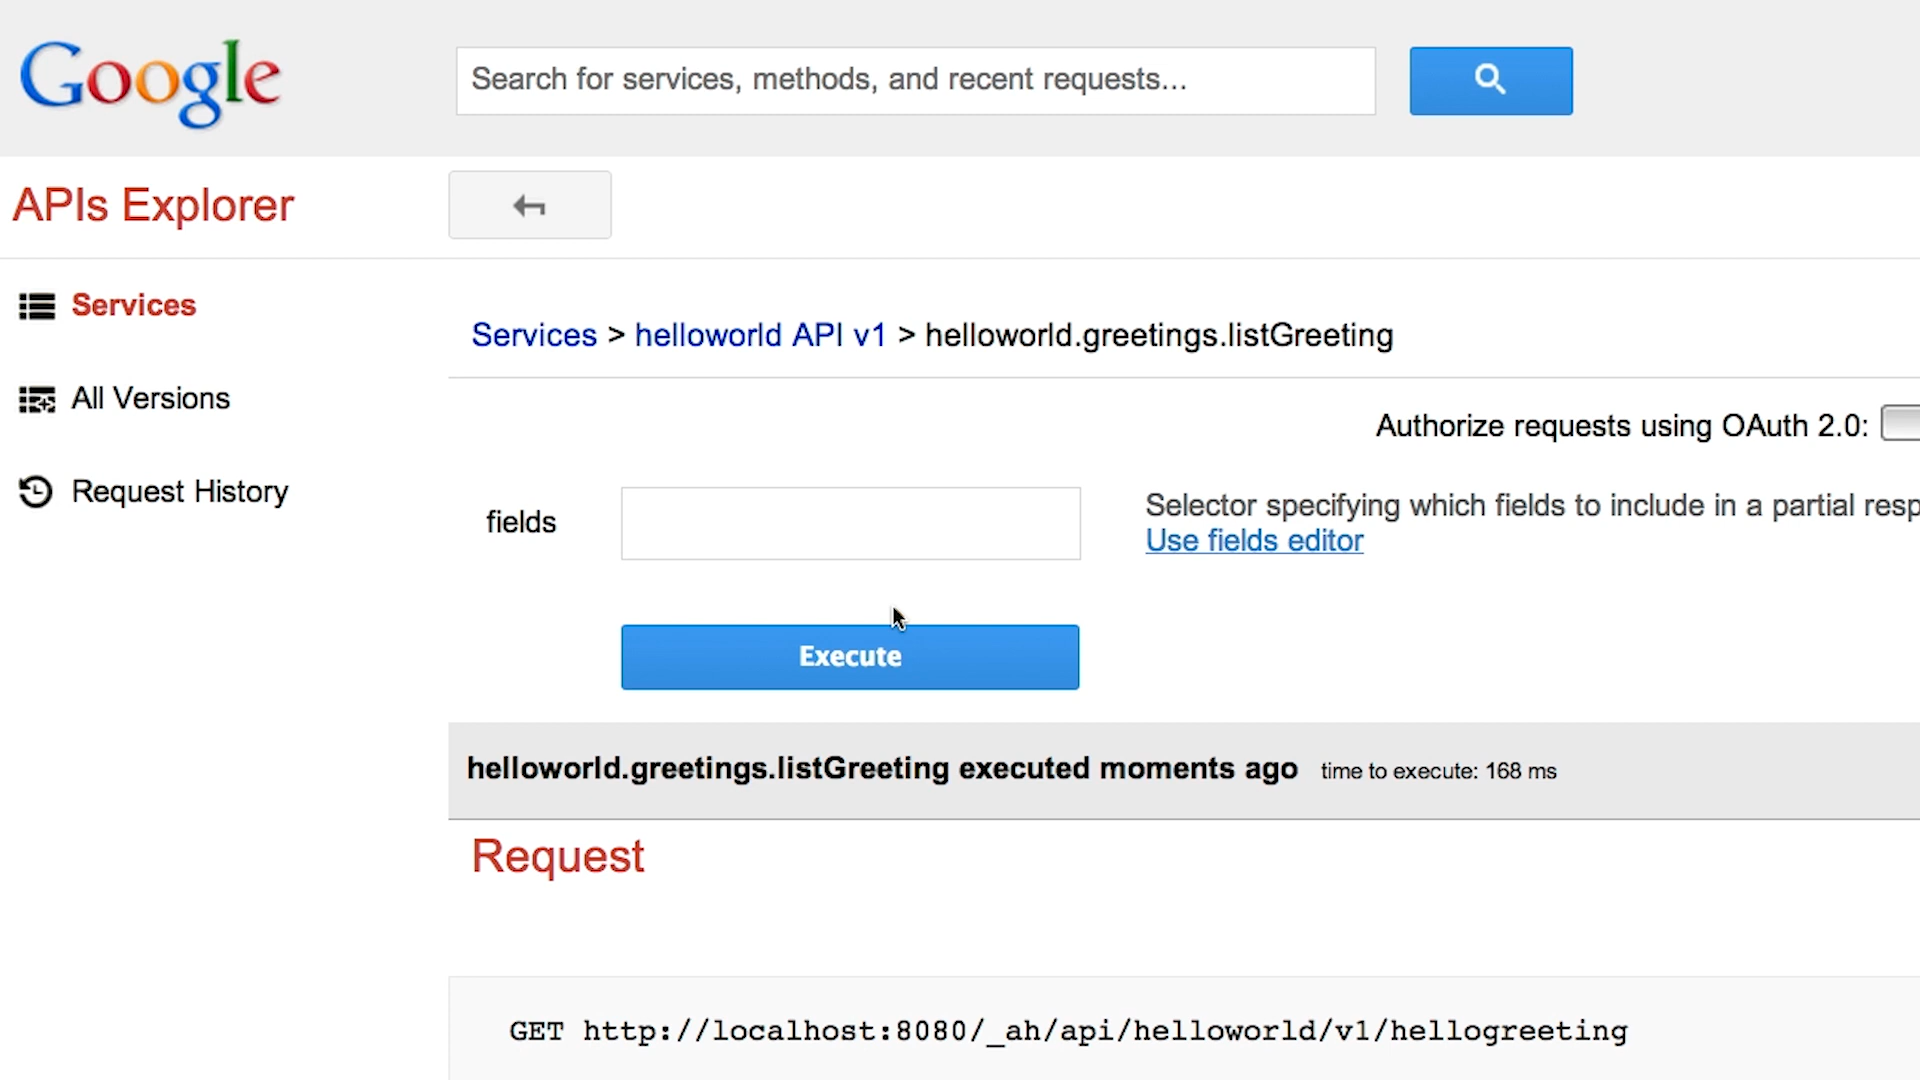 Google
Search for services, methods, and recent requests...
APIs Explorer
Services
All Versions
Request History
Services > helloworld API v1 > helloworld.greetings.listGreeting
Authorize requests using OAuth 2.0:
fields
Selector specifying which fields to include in a partial resp
Use fields editor
Execute
helloworld.greetings.listGreeting executed moments ago time to execute: 168 ms
Request
GET http://localhost:8080/_ah/api/helloworld/v1/hellogreeting